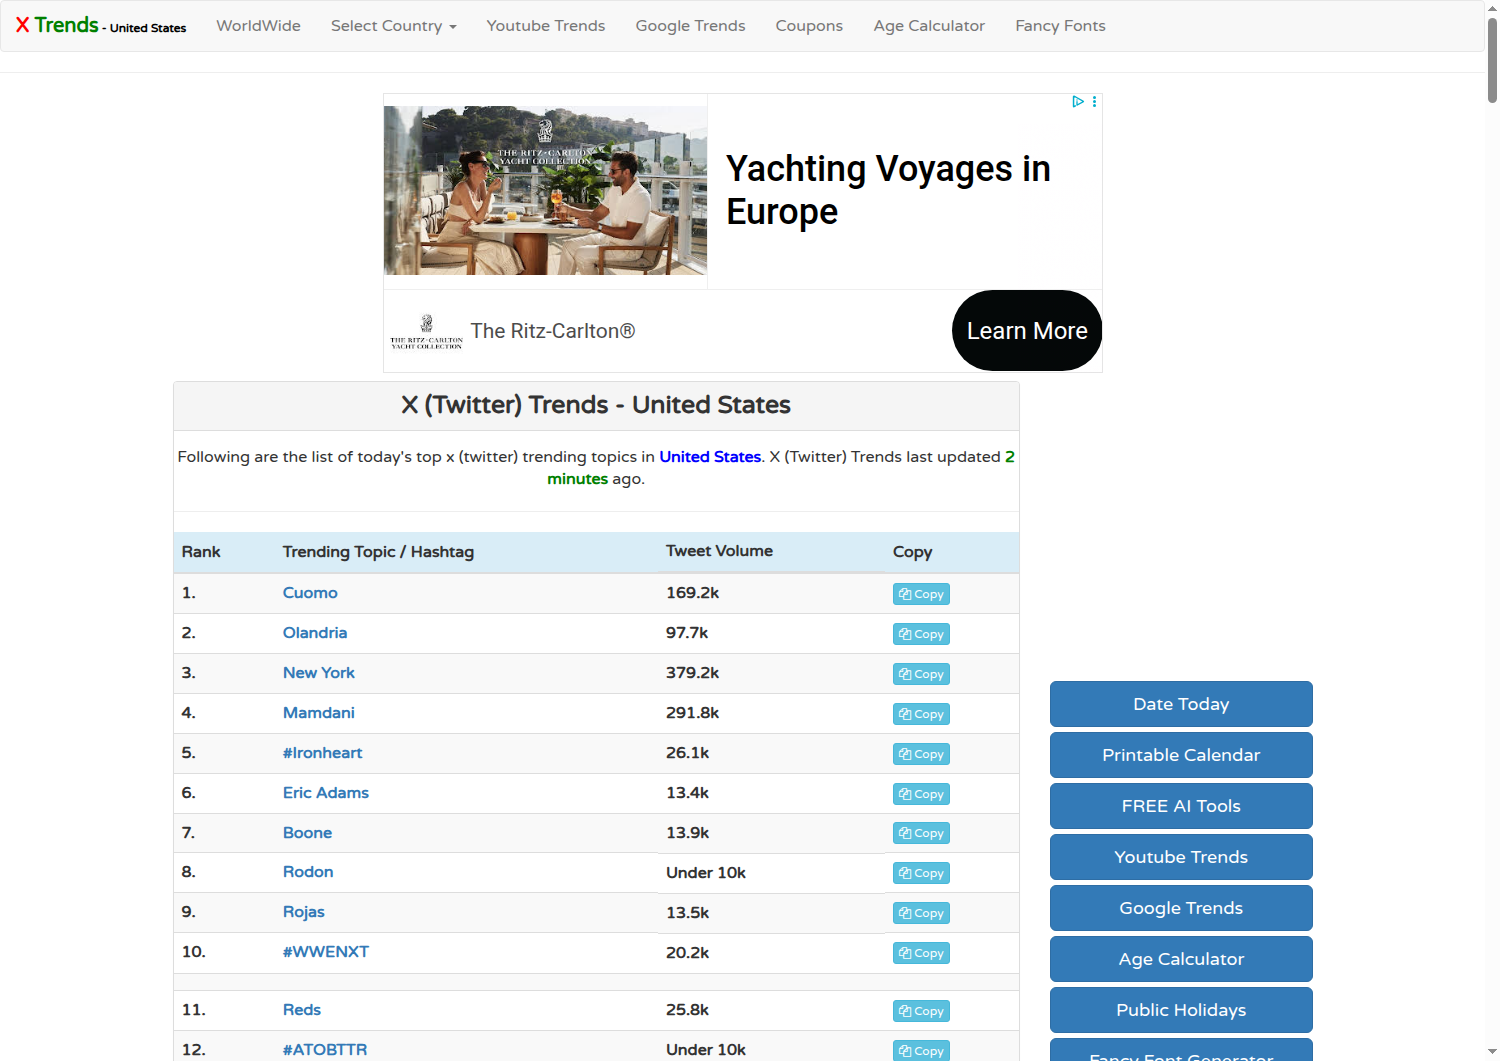 X Trends - United States
WorldWide
Select Country
Youtube Trends
Google Trends
Coupons
Age Calculator
Fancy Fonts
THE RITZ-CARLTON
YACHT COLLECTION
Yachting Voyages in
Europe
THE RITZ-CARLTON
YACHT COLLECTION
The Ritz-Carlton®
Learn More
X (Twitter) Trends - United States
Following are the list of today's top x (twitter) trending topics in United States. X (Twitter) Trends last updated 2
minutes ago.
Rank Trending Topic / Hashtag Tweet Volume Copy
1. Cuomo 169.2k Copy
2. Olandria 97.7k Copy
3. New York 379.2k Copy
4. Mamdani 291.8k Copy
5. #Ironheart 26.1k Copy
6. Eric Adams 13.4k Copy
7. Boone 13.9k Copy
8. Rodon Under 10k Copy
9. Rojas 13.5k Copy
10. #WWENXT 20.2k Copy
11. Reds 25.8k Copy
12. #ATOBTTR Under 10k Copy
Date Today
Printable Calendar
FREE AI Tools
Youtube Trends
Google Trends
Age Calculator
Public Holidays
Fancy Font Generator